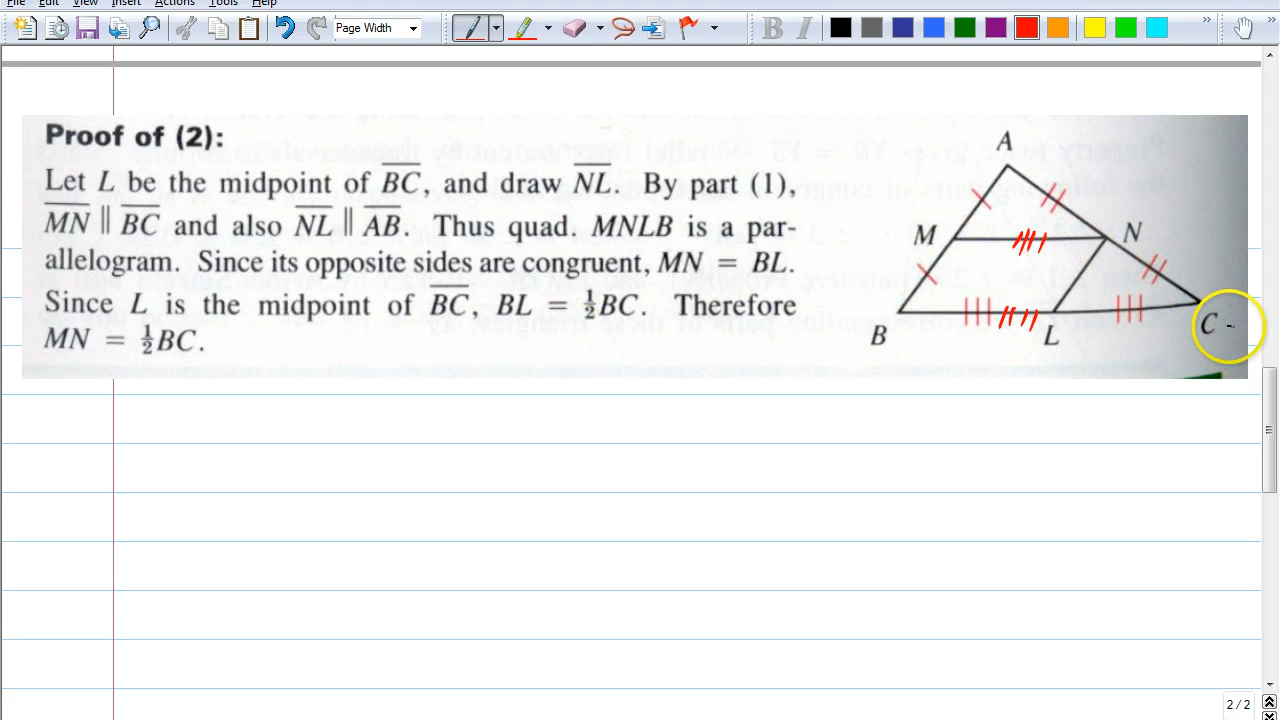 File Edit View Insert Actions Tools Help
Page Width
B I
Proof of (2):
Let L be the midpoint of BC, and draw NL. By part (1),
MN ∥ BC and also NL ∥ AB. Thus quad. MNLB is a par-
allelogram. Since its opposite sides are congruent, MN = BL.
Since L is the midpoint of BC, BL = ½BC. Therefore
MN = ½BC.
A
M
N
B
L
C
2 / 2